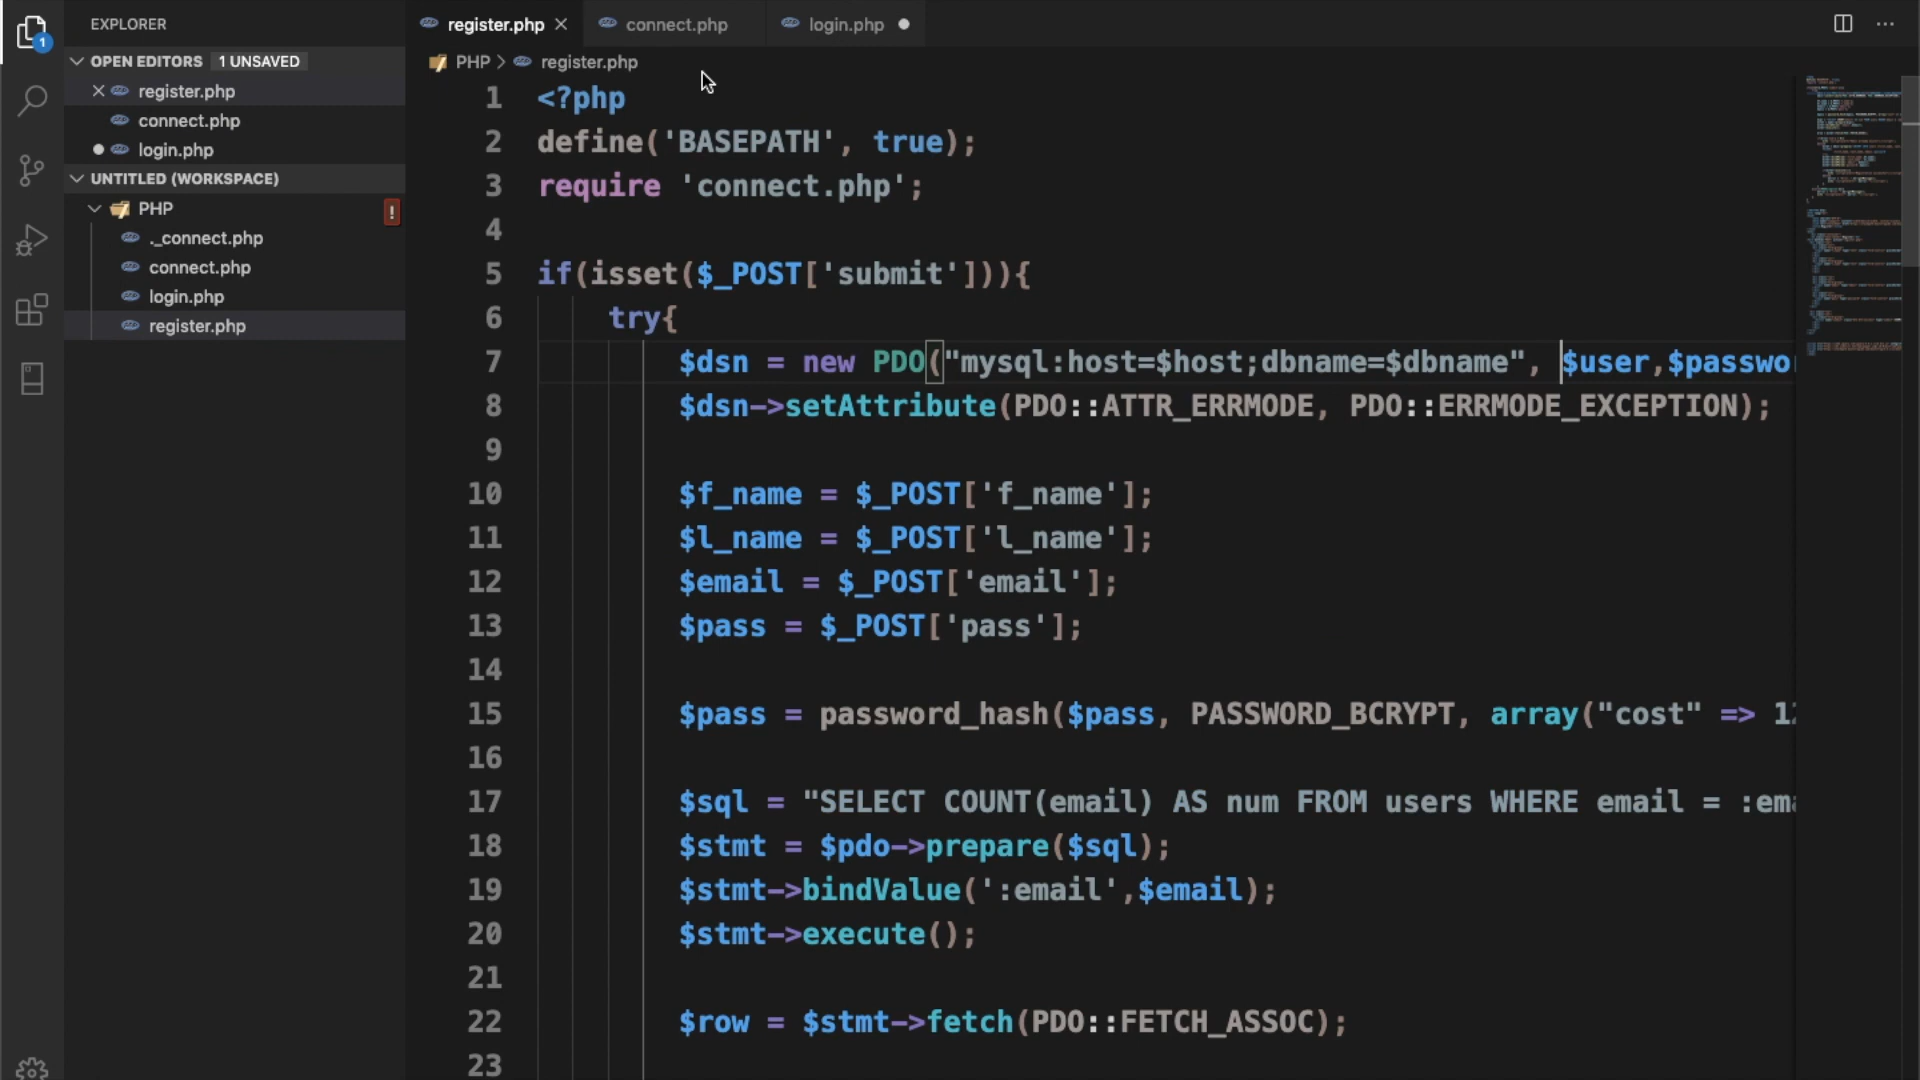 EXPLORER
OPEN EDITORS 1 UNSAVED
register.php
connect.php
login.php
UNTITLED (WORKSPACE)
PHP
!
._connect.php
connect.php
login.php
register.php
1
register.php
connect.php
login.php
PHP > register.php
1 <?php
2 define('BASEPATH', true);
3 require 'connect.php';
4
5 if(isset($_POST['submit'])){
6 try{
7 $dsn = new PDO("mysql:host=$host;dbname=$dbname", $user,$passwo
8 $dsn->setAttribute(PDO::ATTR_ERRMODE, PDO::ERRMODE_EXCEPTION);
9
10 $f_name = $_POST['f_name'];
11 $l_name = $_POST['l_name'];
12 $email = $_POST['email'];
13 $pass = $_POST['pass'];
14
15 $pass = password_hash($pass, PASSWORD_BCRYPT, array("cost" => 1
16
17 $sql = "SELECT COUNT(email) AS num FROM users WHERE email = :em
18 $stmt = $pdo->prepare($sql);
19 $stmt->bindValue(':email',$email);
20 $stmt->execute();
21
22 $row = $stmt->fetch(PDO::FETCH_ASSOC);
23